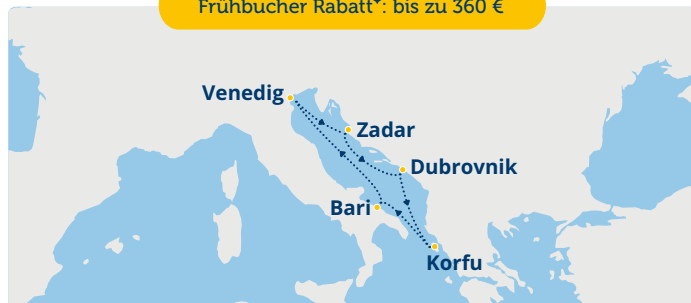 Frühbucher Rabatt*: bis zu 360 €
Venedig
Zadar
Dubrovnik
Bari
Korfu